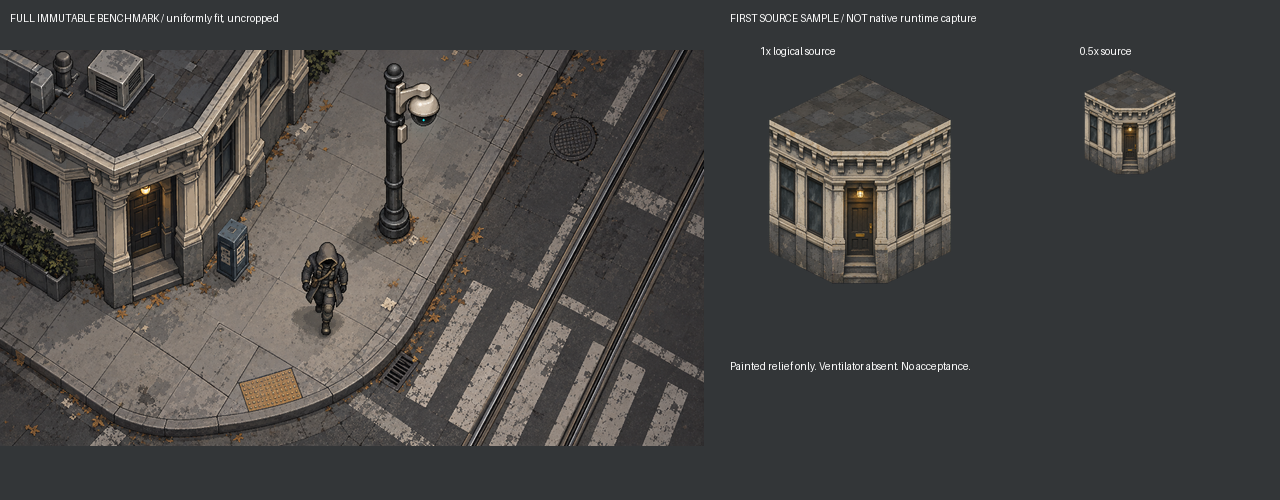 FULL IMMUTABLE BENCHMARK / uniformly fit, uncropped
FIRST SOURCE SAMPLE / NOT native runtime capture
1x logical source
0.5x source
Painted relief only. Ventilator absent. No acceptance.